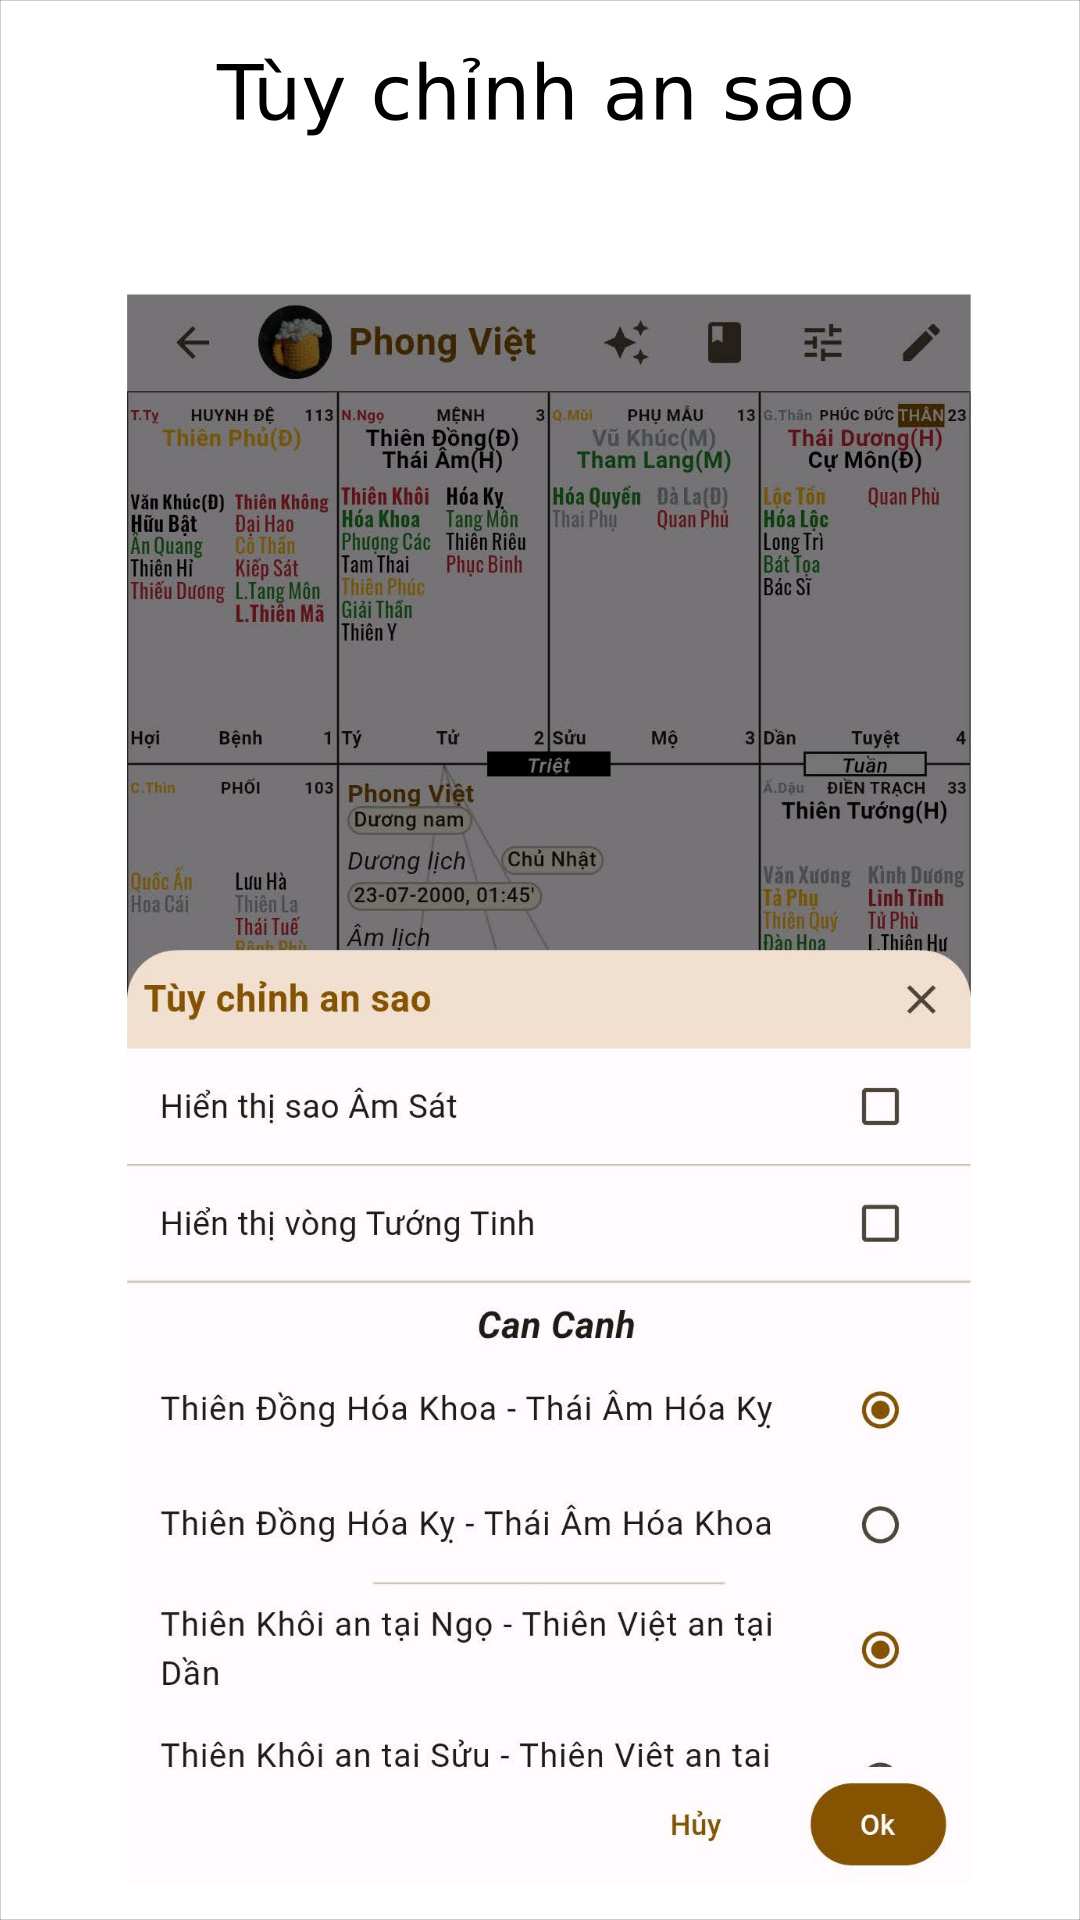 Tùy chỉnh an sao
Phong Việt
T.Tỵ HUYNH ĐỆ 113
Thiên Phủ(Đ)
Văn Khúc(Đ) Thiên Không
Hữu Bật Đại Hao
Ân Quang Cô Thần
Thiên Hỉ Kiếp Sát
Thiếu Dương L.Tang Môn
L.Thiên Mã
Hợi Bệnh 1
N.Ngọ MỆNH 3
Thiên Đồng(Đ)
Thái Âm(H)
Thiên Khôi Hóa Kỵ
Hóa Khoa Tang Môn
Phượng Các Thiên Riêu
Tam Thai Phục Binh
Thiên Phúc
Giải Thần
Thiên Y
Tý Tử 2
Q.Mùi PHỤ MẪU 13
Vũ Khúc(M)
Tham Lang(M)
Hóa Quyền Đà La(Đ)
Thai Phụ Quan Phủ
Sửu Mộ 3
G.Thân PHÚC ĐỨC THÂN 23
Thái Dương(H)
Cự Môn(Đ)
Lộc Tồn Quan Phù
Hóa Lộc
Long Trì
Bát Tọa
Bác Sĩ
Dần Tuyệt 4
Triệt
Tuần
C.Thìn PHỐI 103
Quốc Ấn Lưu Hà
Hoa Cái Thiên La
Thái Tuế
Bệnh Phù
Phong Việt
Dương nam
Dương lịch Chủ Nhật
23-07-2000, 01:45'
Âm lịch
Ấ.Dậu ĐIỀN TRẠCH 33
Thiên Tướng(H)
Văn Xương Kình Dương
Tả Phụ Linh Tinh
Thiên Quý Tử Phù
Đào Hoa L.Thiên Hư
Tùy chỉnh an sao
Hiển thị sao Âm Sát
Hiển thị vòng Tướng Tinh
Can Canh
Thiên Đồng Hóa Khoa - Thái Âm Hóa Kỵ
Thiên Đồng Hóa Kỵ - Thái Âm Hóa Khoa
Thiên Khôi an tại Ngọ - Thiên Việt an tại
Dần
Thiên Khôi an tại Sửu - Thiên Việt an tại
Hủy Ok